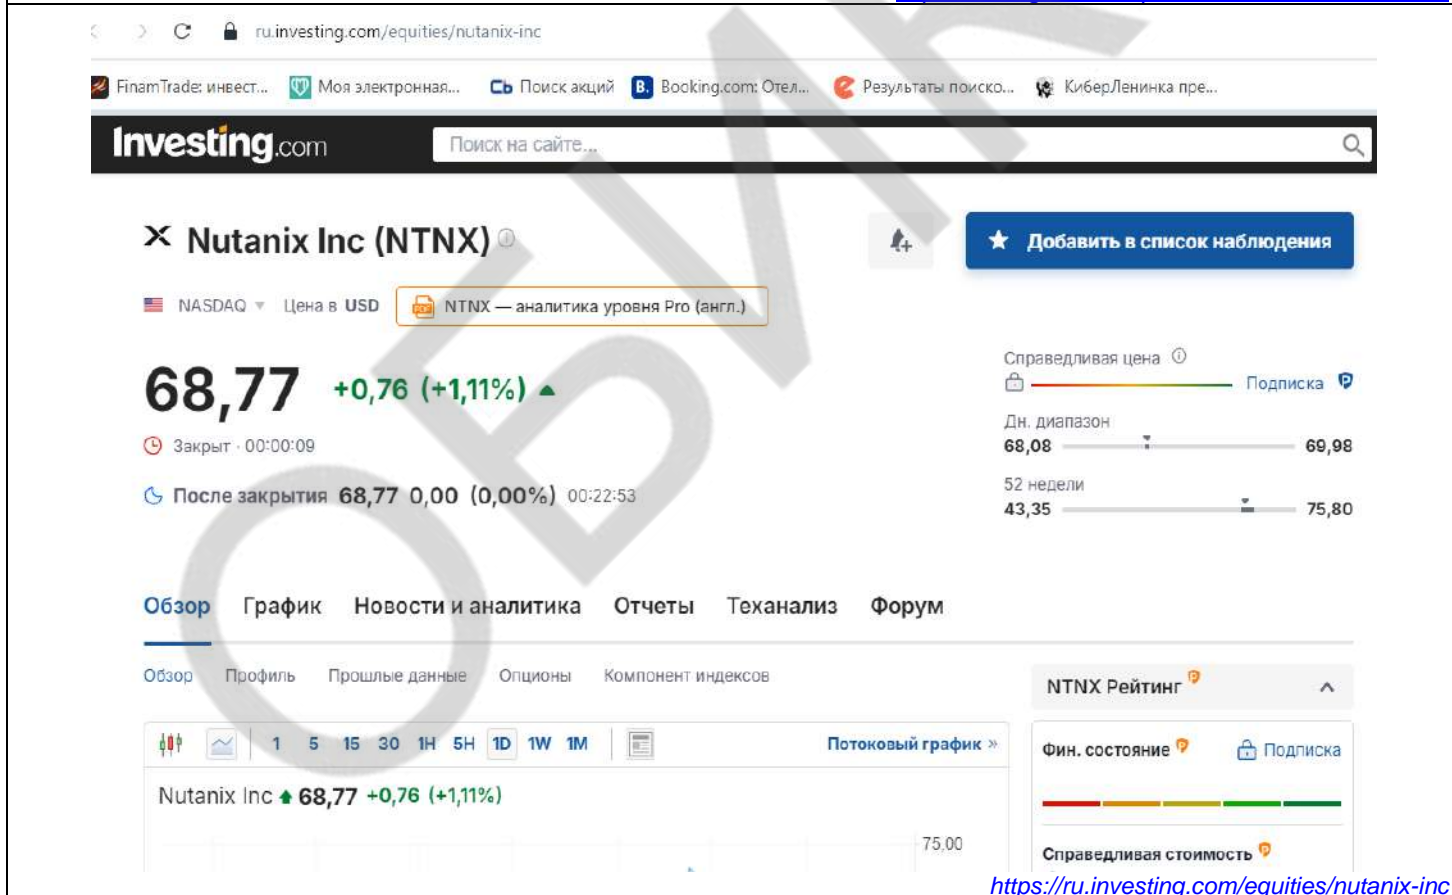 ru.investing.com/equities/nutanix-inc
FinamTrade: инвест... Моя электронная... Сь Поиск акций B. Booking.com: Отел... Результаты поиско... КиберЛенинка пре...
Investing.com Поиск на сайте...
Nutanix Inc (NTNX)
Добавить в список наблюдения
NASDAQ Цена в USD NTNX — аналитика уровня Pro (англ.)
Справедливая цена
68,77 +0,76 (+1,11%)
Подписка
Дн. диапазон
Закрыт · 00:00:09
68,08 69,98
После закрытия 68,77 0,00 (0,00%) 00:22:53
52 недели
43,35 75,80
Обзор График Новости и аналитика Отчеты Теханализ Форум
Обзор Профиль Прошлые данные Опционы Компонент индексов
NTNX Рейтинг
1 5 15 30 1H 5H 1D 1W 1M Потоковый график »
Фин. состояние Подписка
Nutanix Inc 68,77 +0,76 (+1,11%)
75,00
Справедливая стоимость
https://ru.investing.com/equities/nutanix-inc
ОБИ